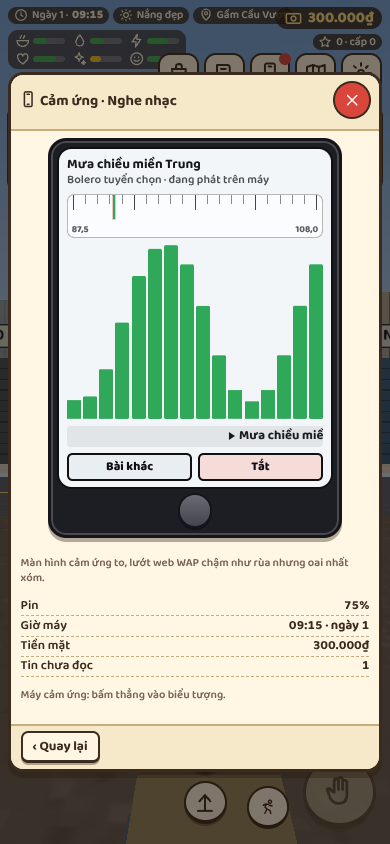 Ngày 1 · 09:15
Nắng đẹp
Gầm Cầu Vư
300.000₫
0 · cấp 0
Cảm ứng · Nghe nhạc
Mưa chiều miền Trung
Bolero tuyển chọn · đang phát trên máy
87,5
108,0
Mưa chiều miề
Bài khác
Tắt
Màn hình cảm ứng to, lướt web WAP chậm như rùa nhưng oai nhất
xóm.
Pin 75%
Giờ máy 09:15 · ngày 1
Tiền mặt 300.000₫
Tin chưa đọc 1
Máy cảm ứng: bấm thẳng vào biểu tượng.
‹ Quay lại